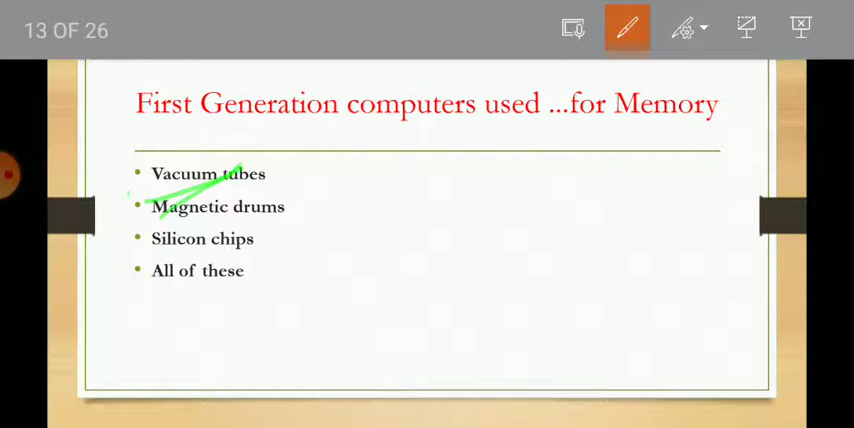 13 OF 26
First Generation computers used ...for Memory
• Vacuum tubes
• Magnetic drums
• Silicon chips
• All of these